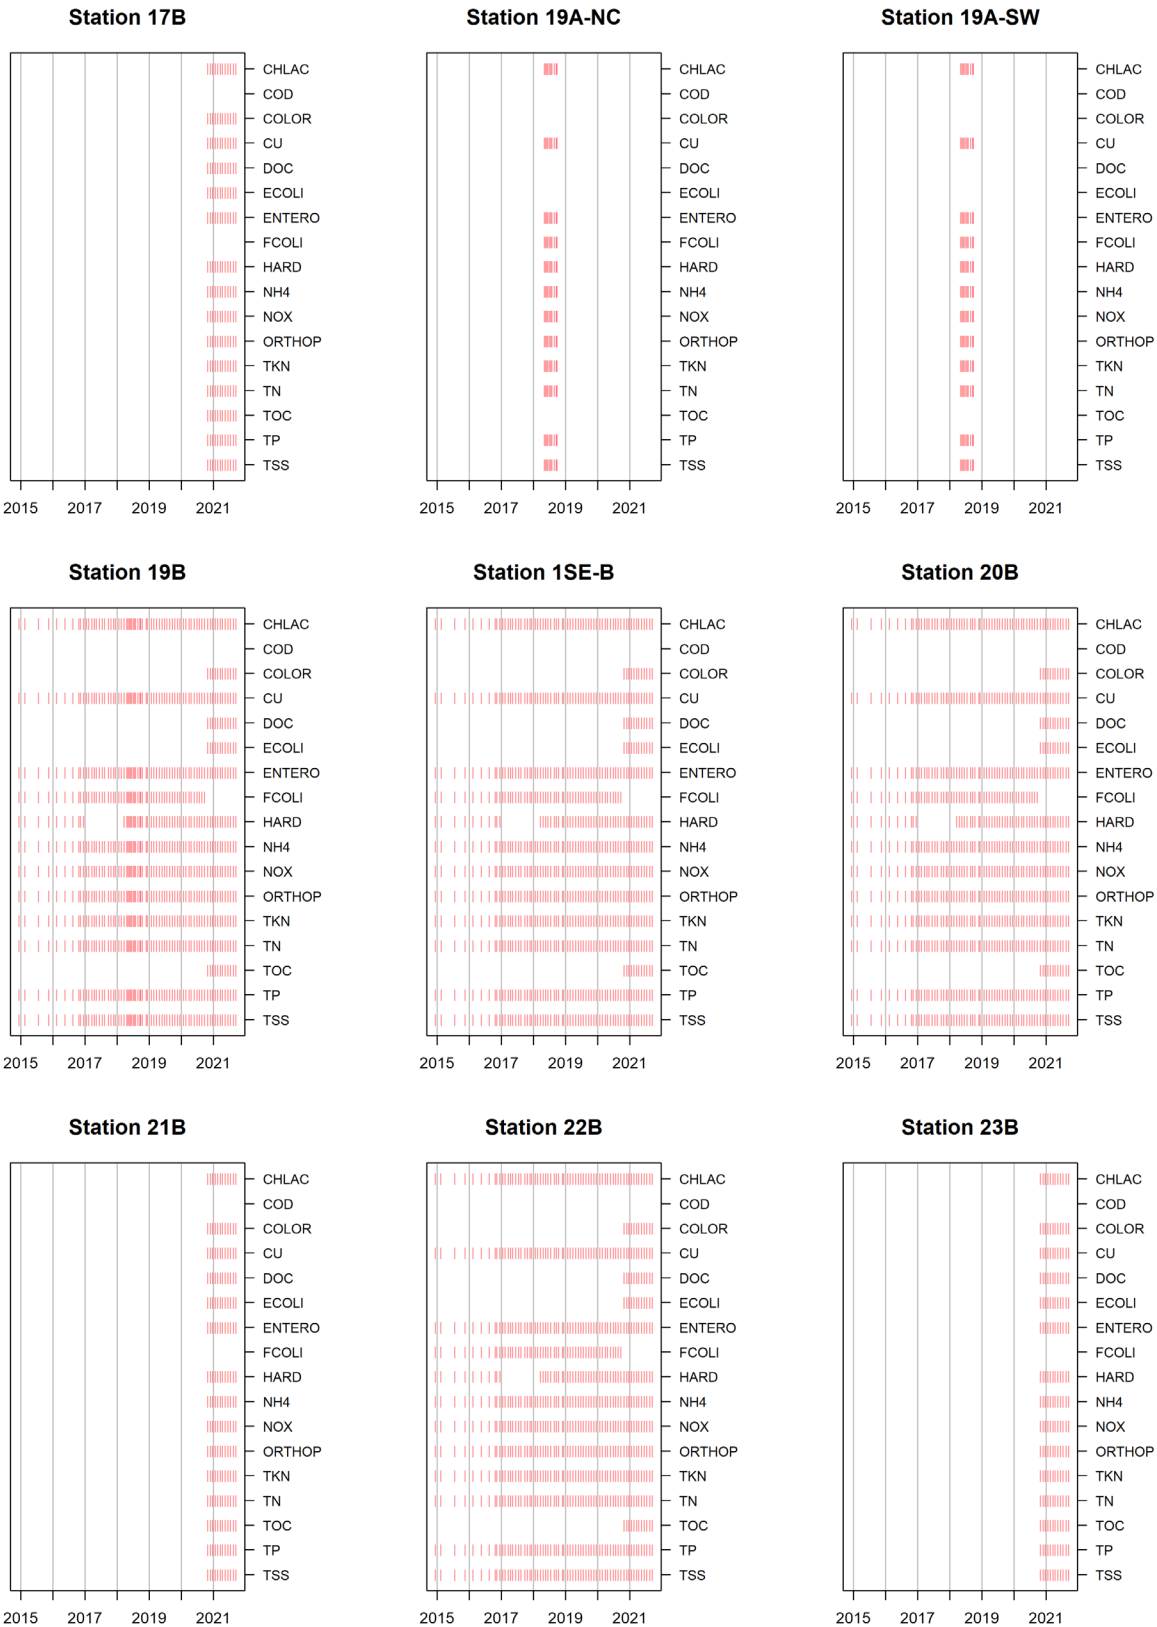 Station 17B
CHLAC
COD
COLOR
CU
DOC
ECOLI
ENTERO
FCOLI
HARD
NH4
NOX
ORTHOP
TKN
TN
TOC
TP
TSS
2015 2017 2019 2021
Station 19A-NC
CHLAC
COD
COLOR
CU
DOC
ECOLI
ENTERO
FCOLI
HARD
NH4
NOX
ORTHOP
TKN
TN
TOC
TP
TSS
2015 2017 2019 2021
Station 19A-SW
CHLAC
COD
COLOR
CU
DOC
ECOLI
ENTERO
FCOLI
HARD
NH4
NOX
ORTHOP
TKN
TN
TOC
TP
TSS
2015 2017 2019 2021
Station 19B
CHLAC
COD
COLOR
CU
DOC
ECOLI
ENTERO
FCOLI
HARD
NH4
NOX
ORTHOP
TKN
TN
TOC
TP
TSS
2015 2017 2019 2021
Station 1SE-B
CHLAC
COD
COLOR
CU
DOC
ECOLI
ENTERO
FCOLI
HARD
NH4
NOX
ORTHOP
TKN
TN
TOC
TP
TSS
2015 2017 2019 2021
Station 20B
CHLAC
COD
COLOR
CU
DOC
ECOLI
ENTERO
FCOLI
HARD
NH4
NOX
ORTHOP
TKN
TN
TOC
TP
TSS
2015 2017 2019 2021
Station 21B
CHLAC
COD
COLOR
CU
DOC
ECOLI
ENTERO
FCOLI
HARD
NH4
NOX
ORTHOP
TKN
TN
TOC
TP
TSS
2015 2017 2019 2021
Station 22B
CHLAC
COD
COLOR
CU
DOC
ECOLI
ENTERO
FCOLI
HARD
NH4
NOX
ORTHOP
TKN
TN
TOC
TP
TSS
2015 2017 2019 2021
Station 23B
CHLAC
COD
COLOR
CU
DOC
ECOLI
ENTERO
FCOLI
HARD
NH4
NOX
ORTHOP
TKN
TN
TOC
TP
TSS
2015 2017 2019 2021